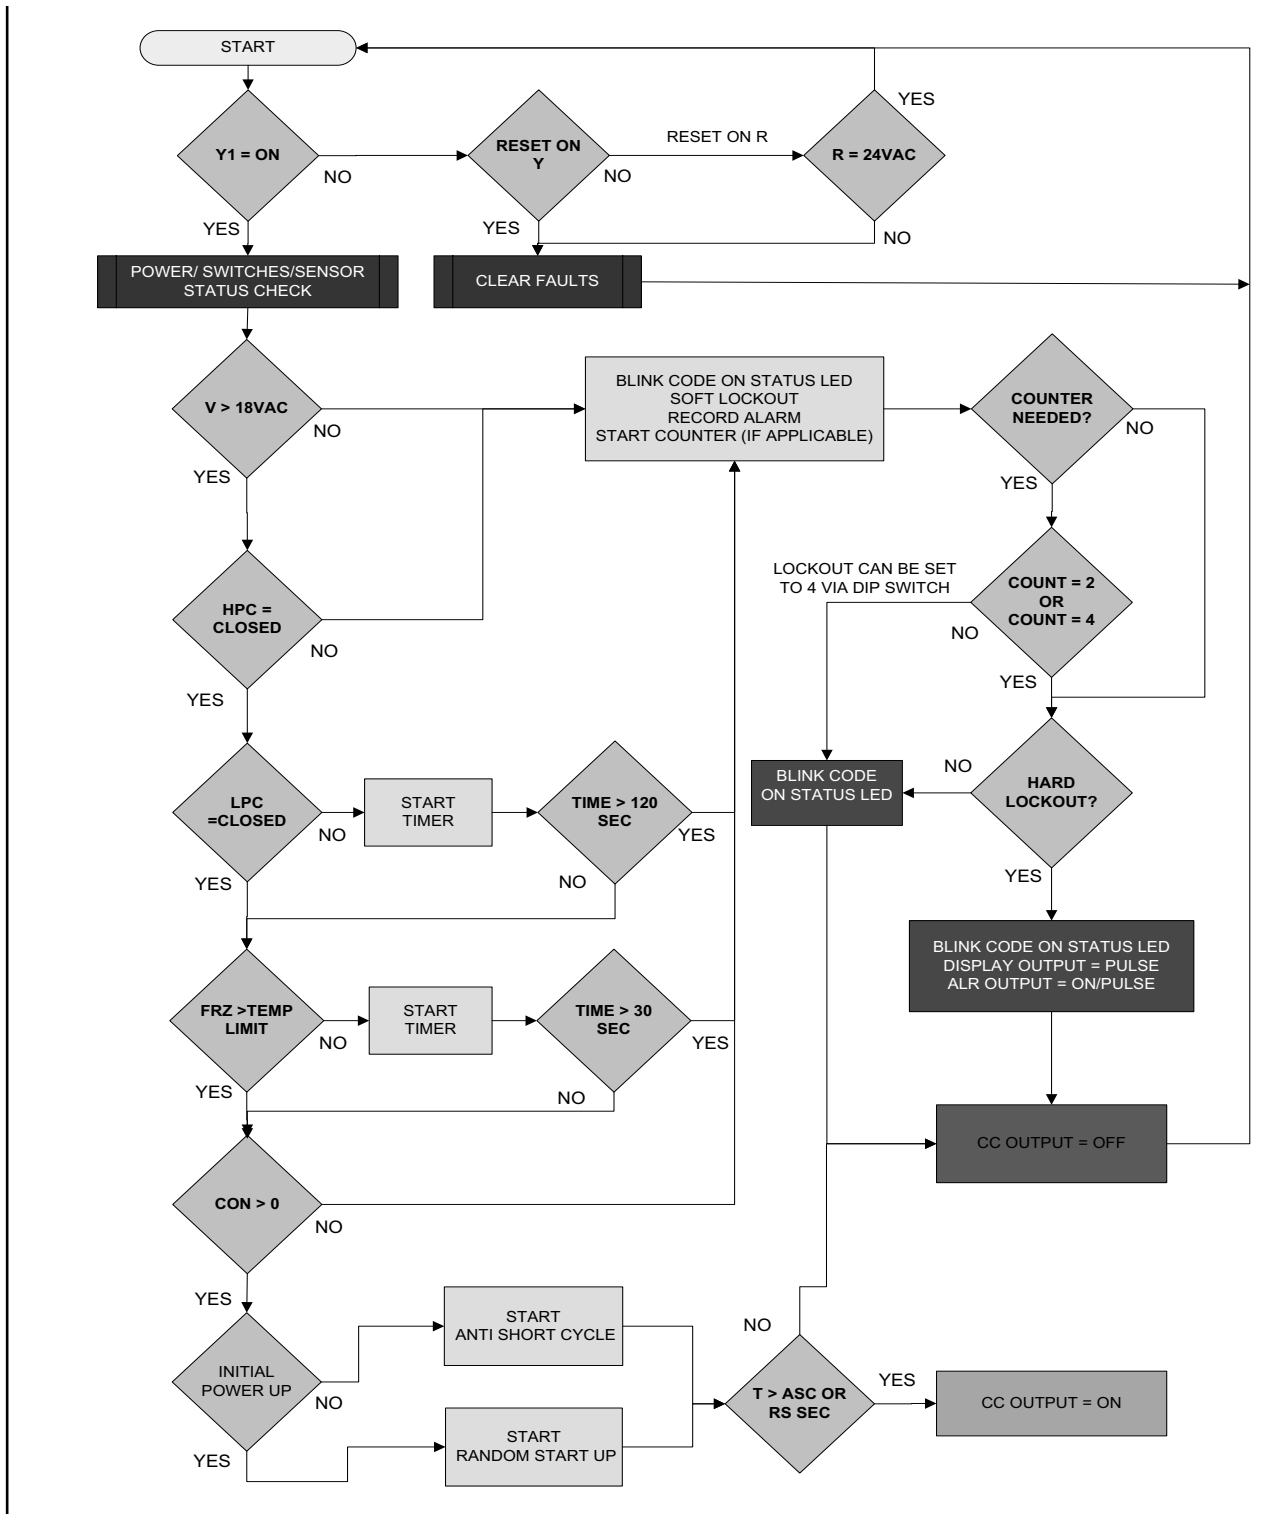 START
YES
Y1 = ON
NO
RESET ON
Y
NO
RESET ON R
R = 24VAC
YES
YES
NO
POWER/ SWITCHES/SENSOR
STATUS CHECK
CLEAR FAULTS
V > 18VAC
NO
BLINK CODE ON STATUS LED
SOFT LOCKOUT
RECORD ALARM
START COUNTER (IF APPLICABLE)
COUNTER
NEEDED?
NO
YES
YES
LOCKOUT CAN BE SET
TO 4 VIA DIP SWITCH
COUNT = 2
OR
COUNT = 4
NO
YES
HPC =
CLOSED
NO
YES
LPC
=CLOSED
NO
START
TIMER
TIME > 120
SEC
YES
NO
YES
BLINK CODE
ON STATUS LED
NO
HARD
LOCKOUT?
YES
BLINK CODE ON STATUS LED
DISPLAY OUTPUT = PULSE
ALR OUTPUT = ON/PULSE
FRZ >TEMP
LIMIT
NO
START
TIMER
TIME > 30
SEC
YES
NO
YES
CC OUTPUT = OFF
CON > 0
NO
YES
INITIAL
POWER UP
NO
YES
START
ANTI SHORT CYCLE
START
RANDOM START UP
NO
T > ASC OR
RS SEC
YES
CC OUTPUT = ON